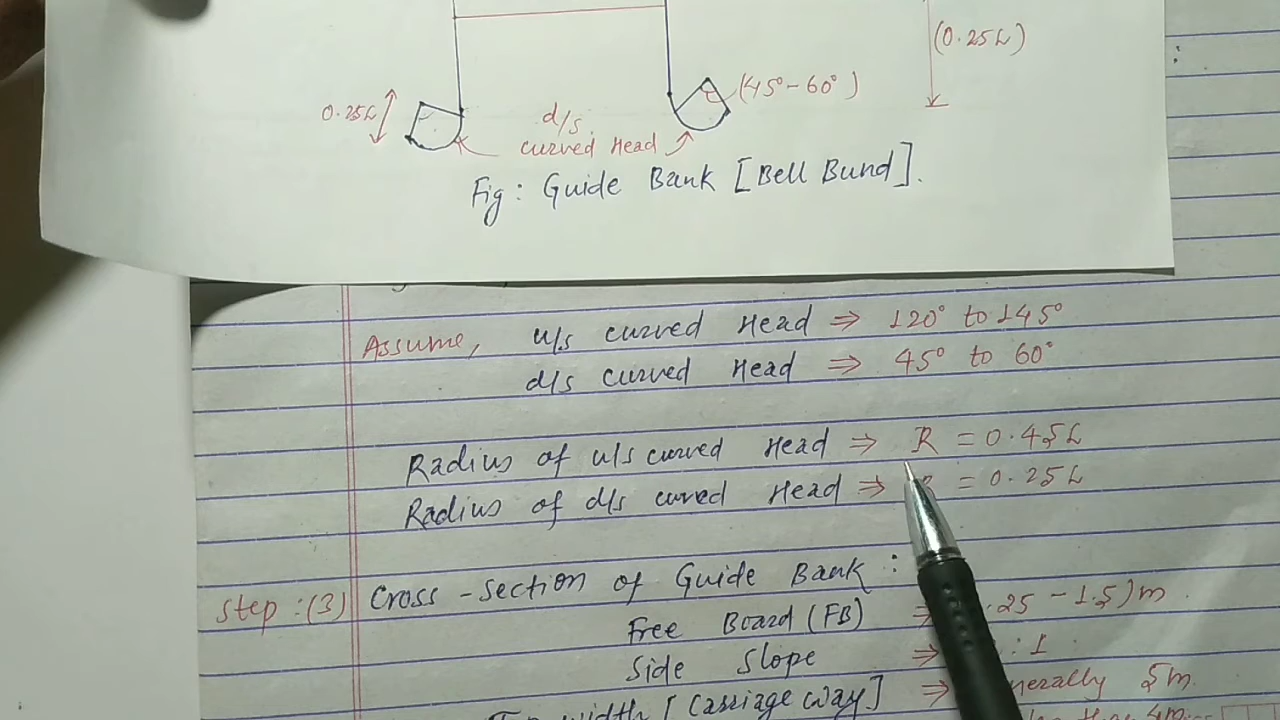 (0.25L)
0.25L
d/s
curved Head
(45°-60°)
Fig: Guide Bank [Bell Bund].
Assume, u/s curved Head ⇒ 120° to 145°
d/s curved Head ⇒ 45° to 60°
Radius of u/s curved Head ⇒ R = 0.45L
Radius of d/s curved Head ⇒ = 0.25L
Step:(3) Cross-section of Guide Bank:
Free Board (FB) ⇒ .25 - 1.5)m.
Side Slope ⇒ : 1
width [Carriage way] ⇒ 5m